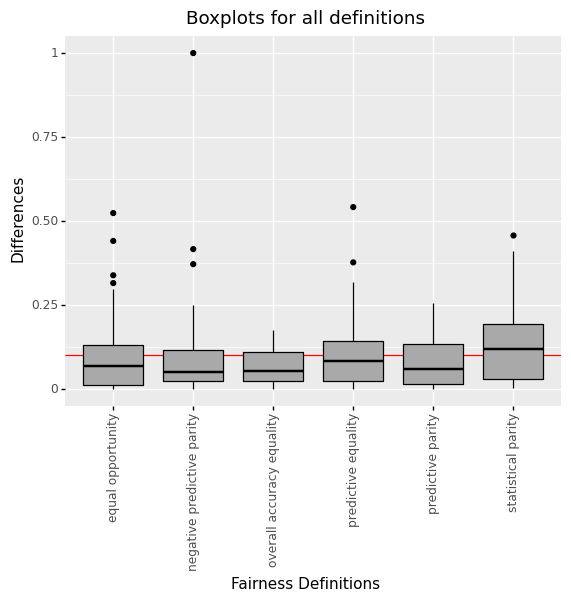 Boxplots for all definitions
Differences
1
0.75
0.50
0.25
0
equal opportunity
negative predictive parity
overall accuracy equality
predictive equality
predictive parity
statistical parity
Fairness Definitions